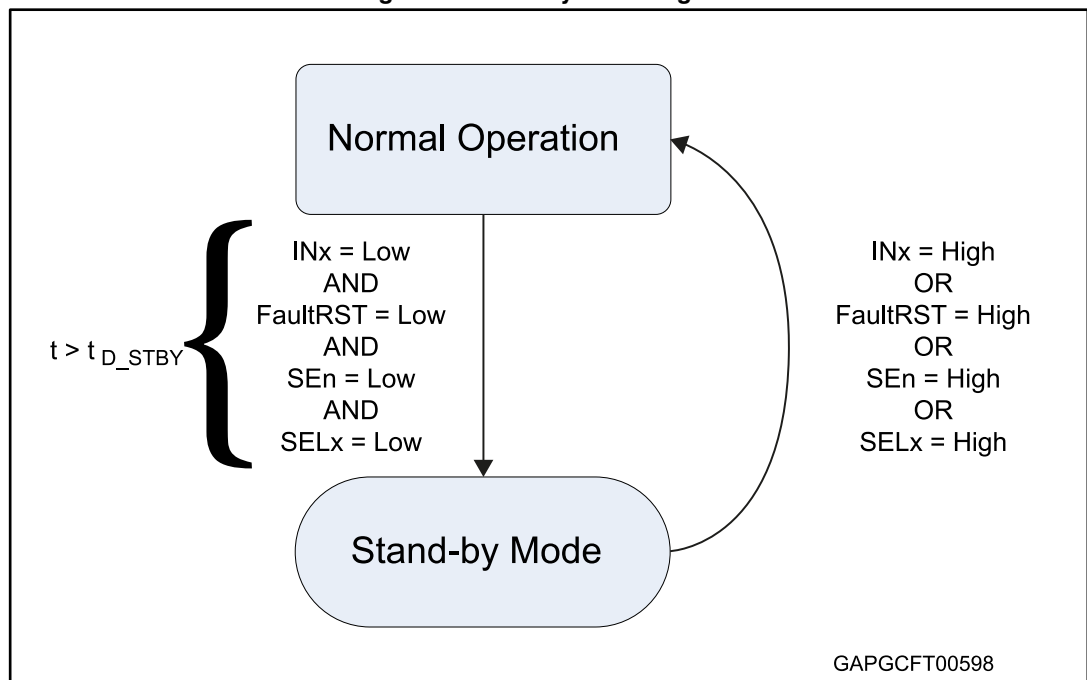 Normal Operation
t > t D_STBY
INx = Low
AND
FaultRST = Low
AND
SEn = Low
AND
SELx = Low
INx = High
OR
FaultRST = High
OR
SEn = High
OR
SELx = High
Stand-by Mode
GAPGCFT00598